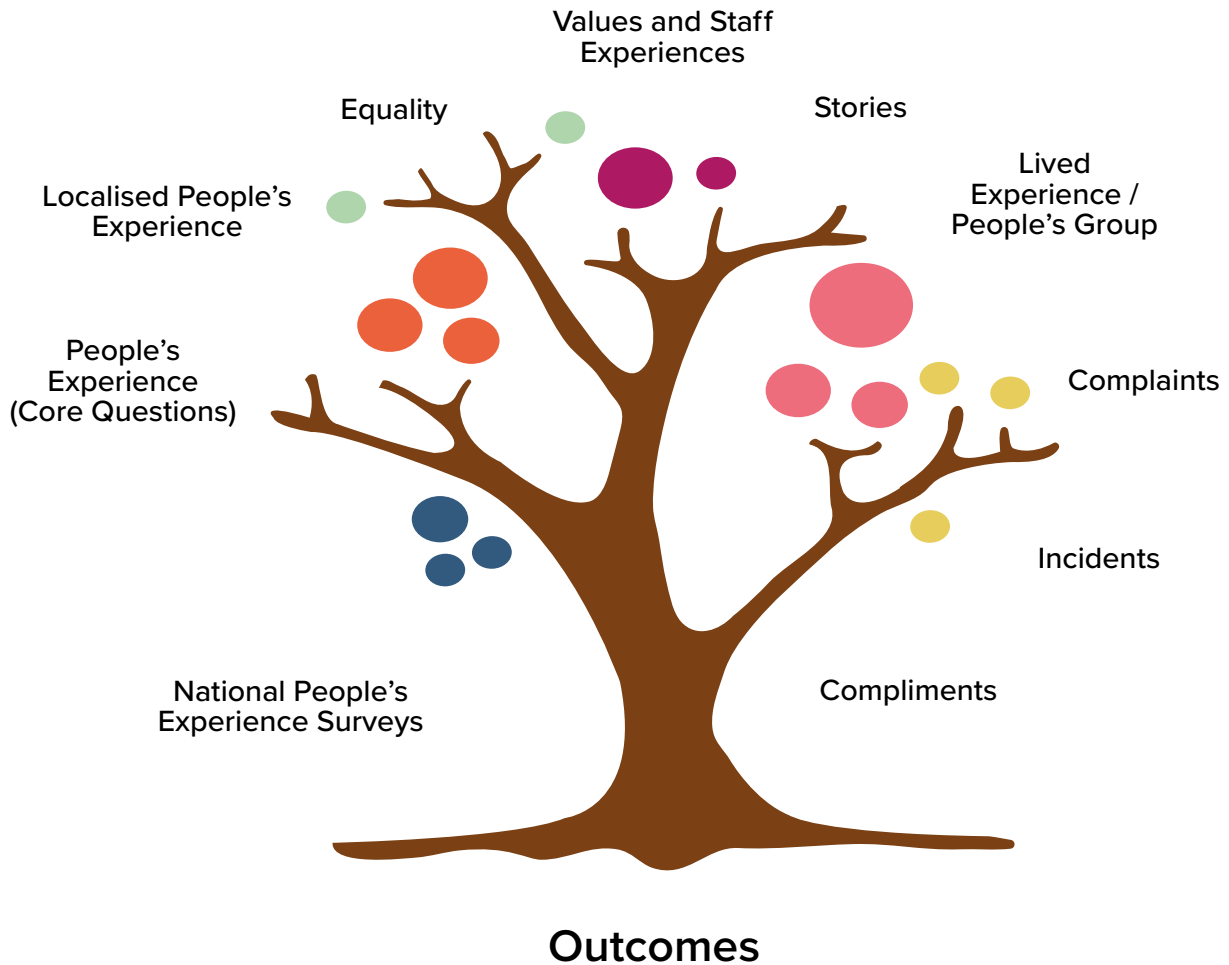 Values and Staff
Experiences
Equality
Stories
Lived
Experience /
People’s Group
Localised People’s
Experience
People’s
Experience
(Core Questions)
Complaints
Incidents
National People’s
Experience Surveys
Compliments
Outcomes